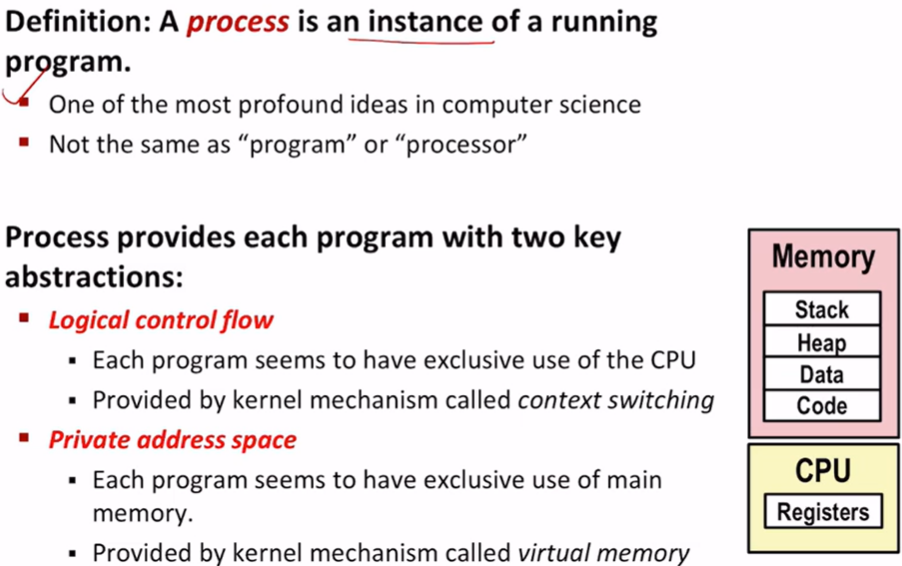 Definition: A process is an instance of a running
program.
▪ One of the most profound ideas in computer science
▪ Not the same as “program” or “processor”
Process provides each program with two key
abstractions:
▪ Logical control flow
▪ Each program seems to have exclusive use of the CPU
▪ Provided by kernel mechanism called context switching
▪ Private address space
▪ Each program seems to have exclusive use of main
memory.
▪ Provided by kernel mechanism called virtual memory
Memory
Stack
Heap
Data
Code
CPU
Registers